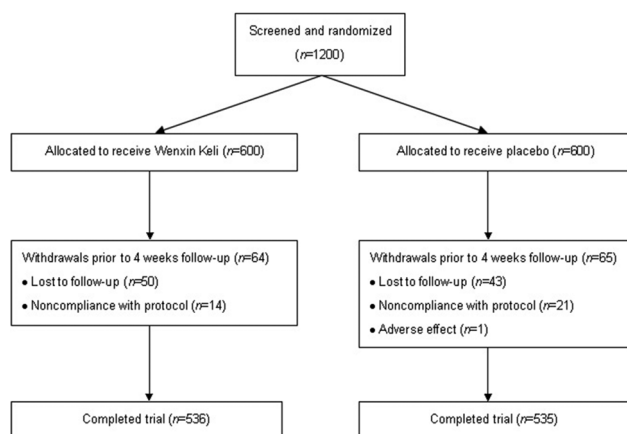 Screened and randomized
(n=1200)
Allocated to receive Wenxin Keli (n=600)
Allocated to receive placebo (n=600)
Withdrawals prior to 4 weeks follow-up (n=64)
• Lost to follow-up (n=50)
• Noncompliance with protocol (n=14)
Withdrawals prior to 4 weeks follow-up (n=65)
• Lost to follow-up (n=43)
• Noncompliance with protocol (n=21)
• Adverse effect (n=1)
Completed trial (n=536)
Completed trial (n=535)